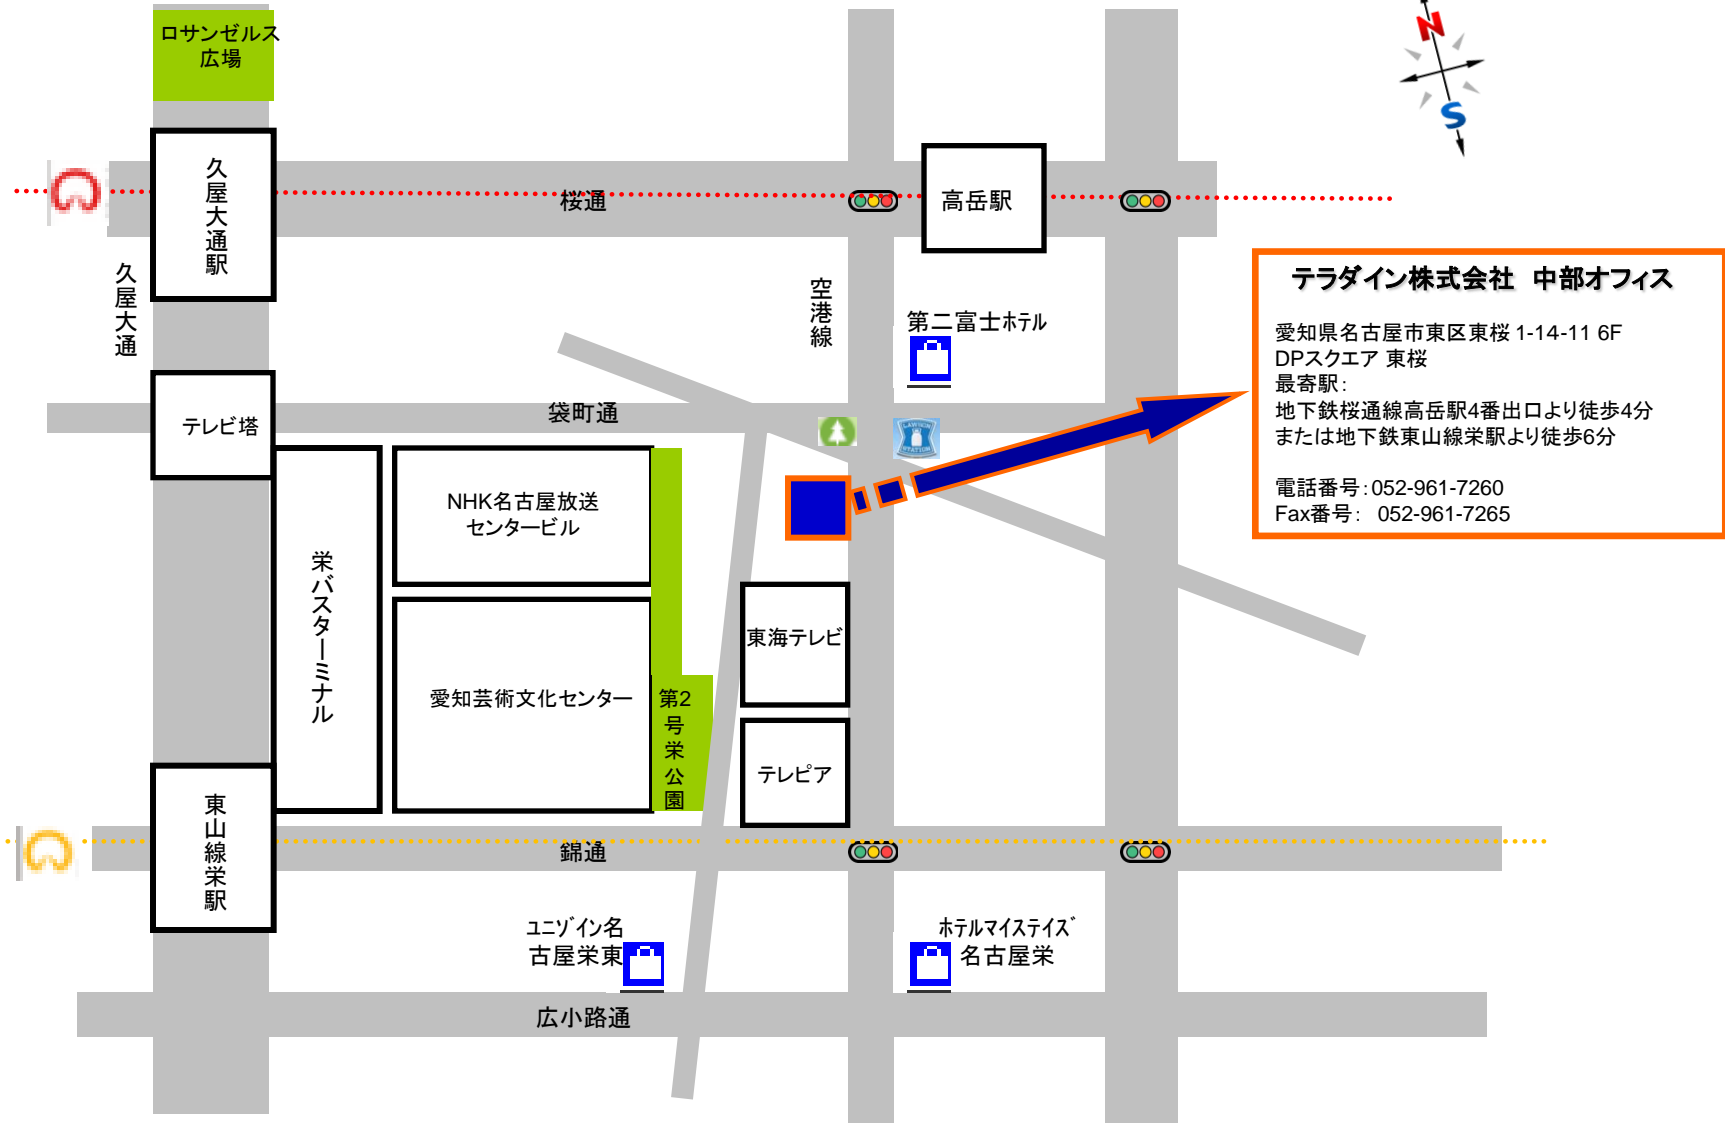 ロサンゼルス
広場
N
S
久屋大通駅
桜通
高岳駅
久屋大通
空港線
第二富士ﾎﾃﾙ
テラダイン株式会社 中部オフィス
愛知県名古屋市東区東桜 1-14-11 6F
DPスクエア 東桜
最寄駅：
地下鉄桜通線高岳駅4番出口より徒歩4分
または地下鉄東山線栄駅より徒歩6分
電話番号：052-961-7260
Fax番号： 052-961-7265
テレビ塔
袋町通
LAWSON
STATION
NHK名古屋放送
センタービル
栄バスターミナル
東海テレビ
愛知芸術文化センター
第2
号
栄
公
園
テレピア
東山線栄駅
錦通
ﾕﾆｿﾞｲﾝ名
古屋栄東
ﾎﾃﾙﾏｲｽﾃｲｽﾞ
名古屋栄
広小路通